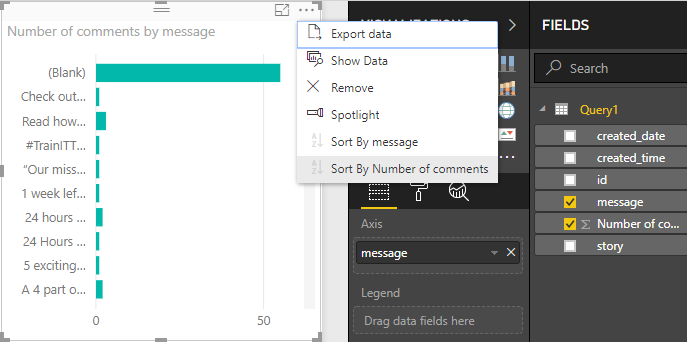 Number of comments by message
(Blank)
Check out...
Read how...
#TrainITT...
"Our miss...
1 week left...
24 hours ...
24 Hours ...
5 exciting...
A 4 part o...
0
50
Export data
Show Data
Remove
Spotlight
Sort By message
Sort By Number of comments
Axis
message
Legend
Drag data fields here
FIELDS
Search
Query1
created_date
created_time
id
message
Number of co...
story